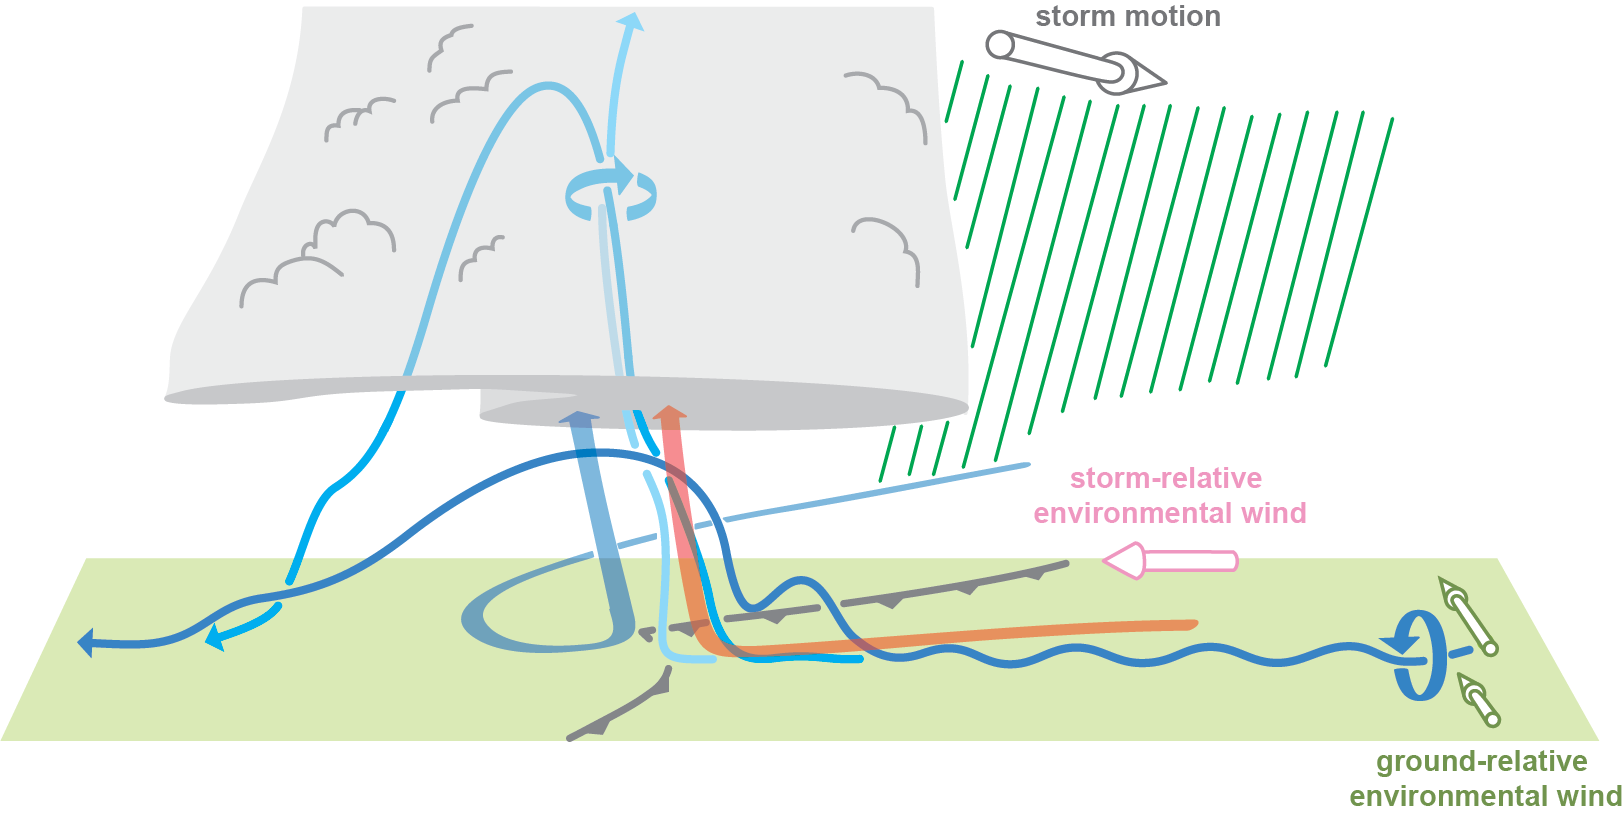 storm motion
storm-relative
environmental wind
ground-relative
environmental wind